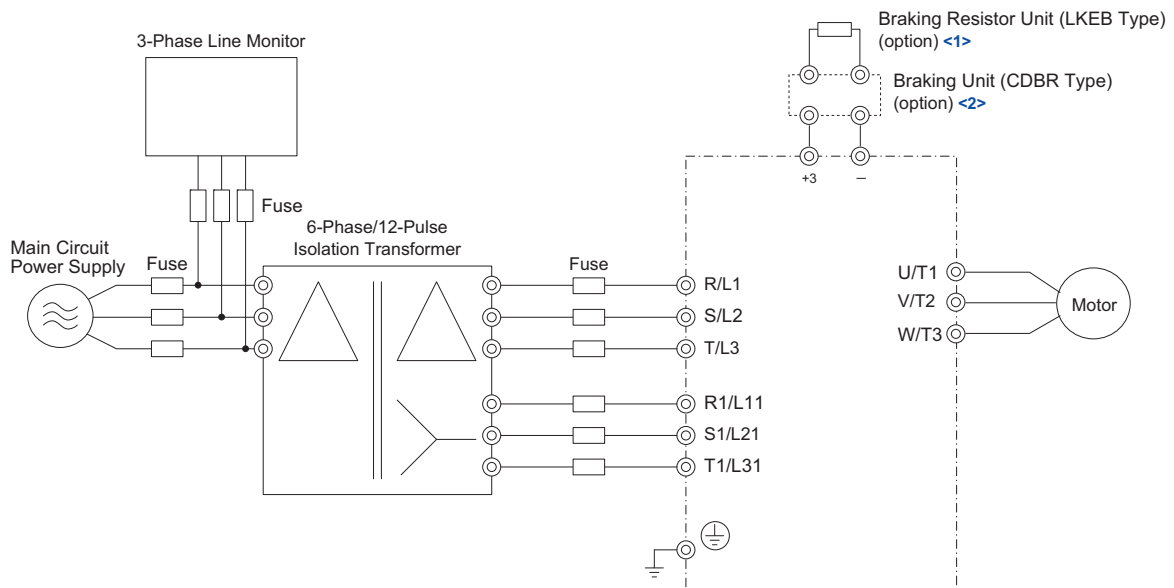 Braking Resistor Unit (LKEB Type)
(option) <1>
3-Phase Line Monitor
Braking Unit (CDBR Type)
(option) <2>
+3
–
Fuse
6-Phase/12-Pulse
Isolation Transformer
Main Circuit
Power Supply
Fuse
Fuse
R/L1
S/L2
T/L3
R1/L11
S1/L21
T1/L31
U/T1
V/T2
W/T3
Motor